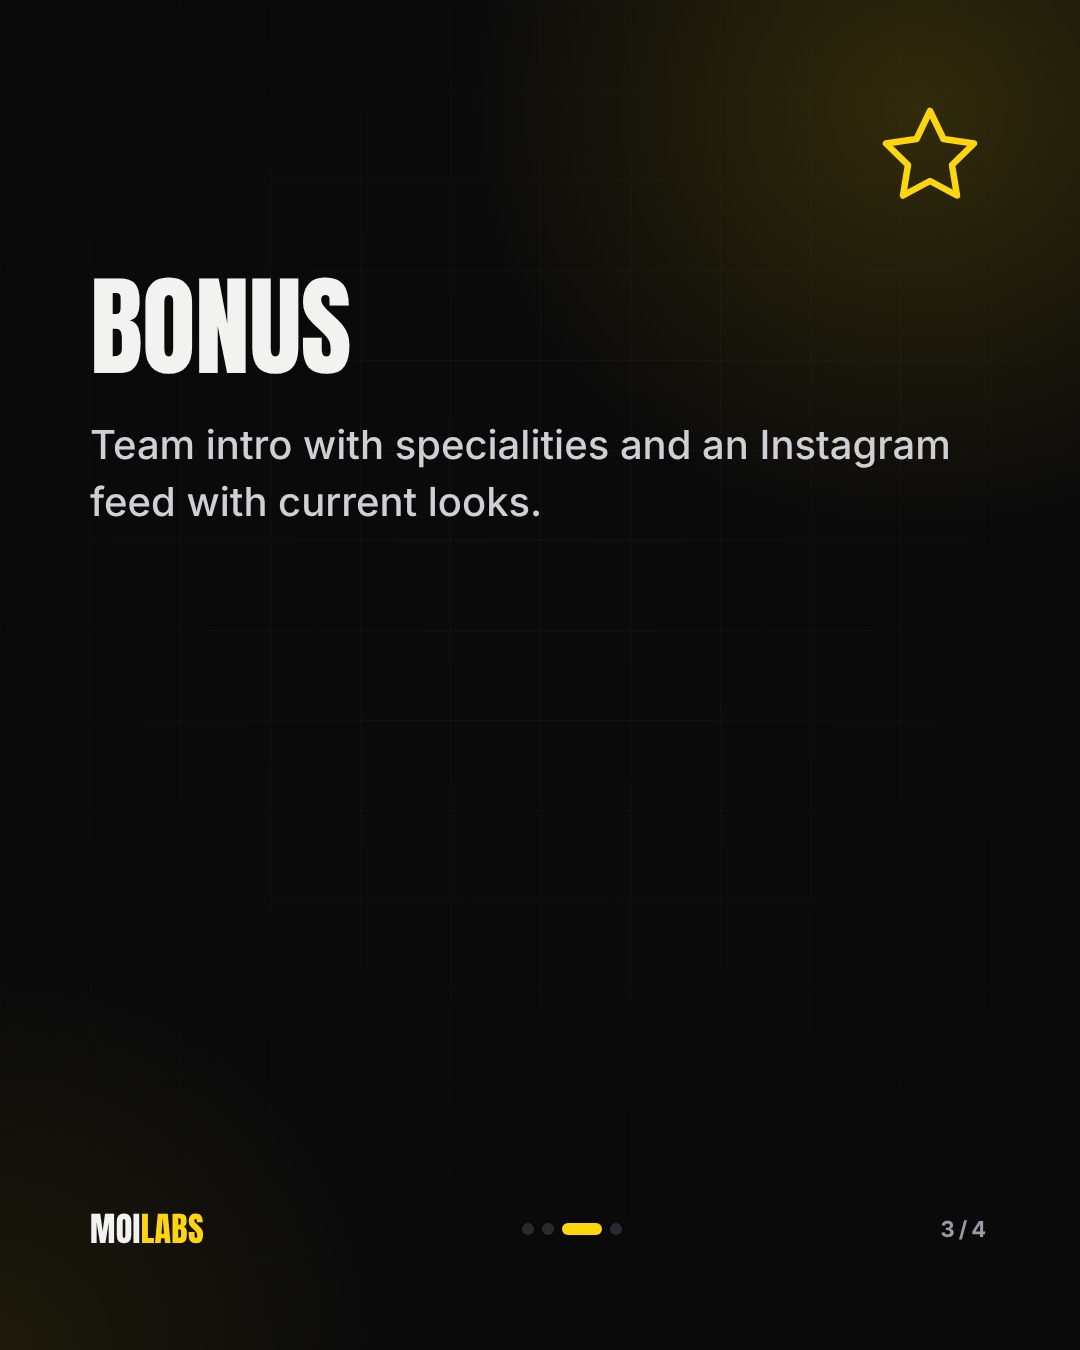 BONUS
Team intro with specialities and an Instagram
feed with current looks.
MOILABS
3 / 4